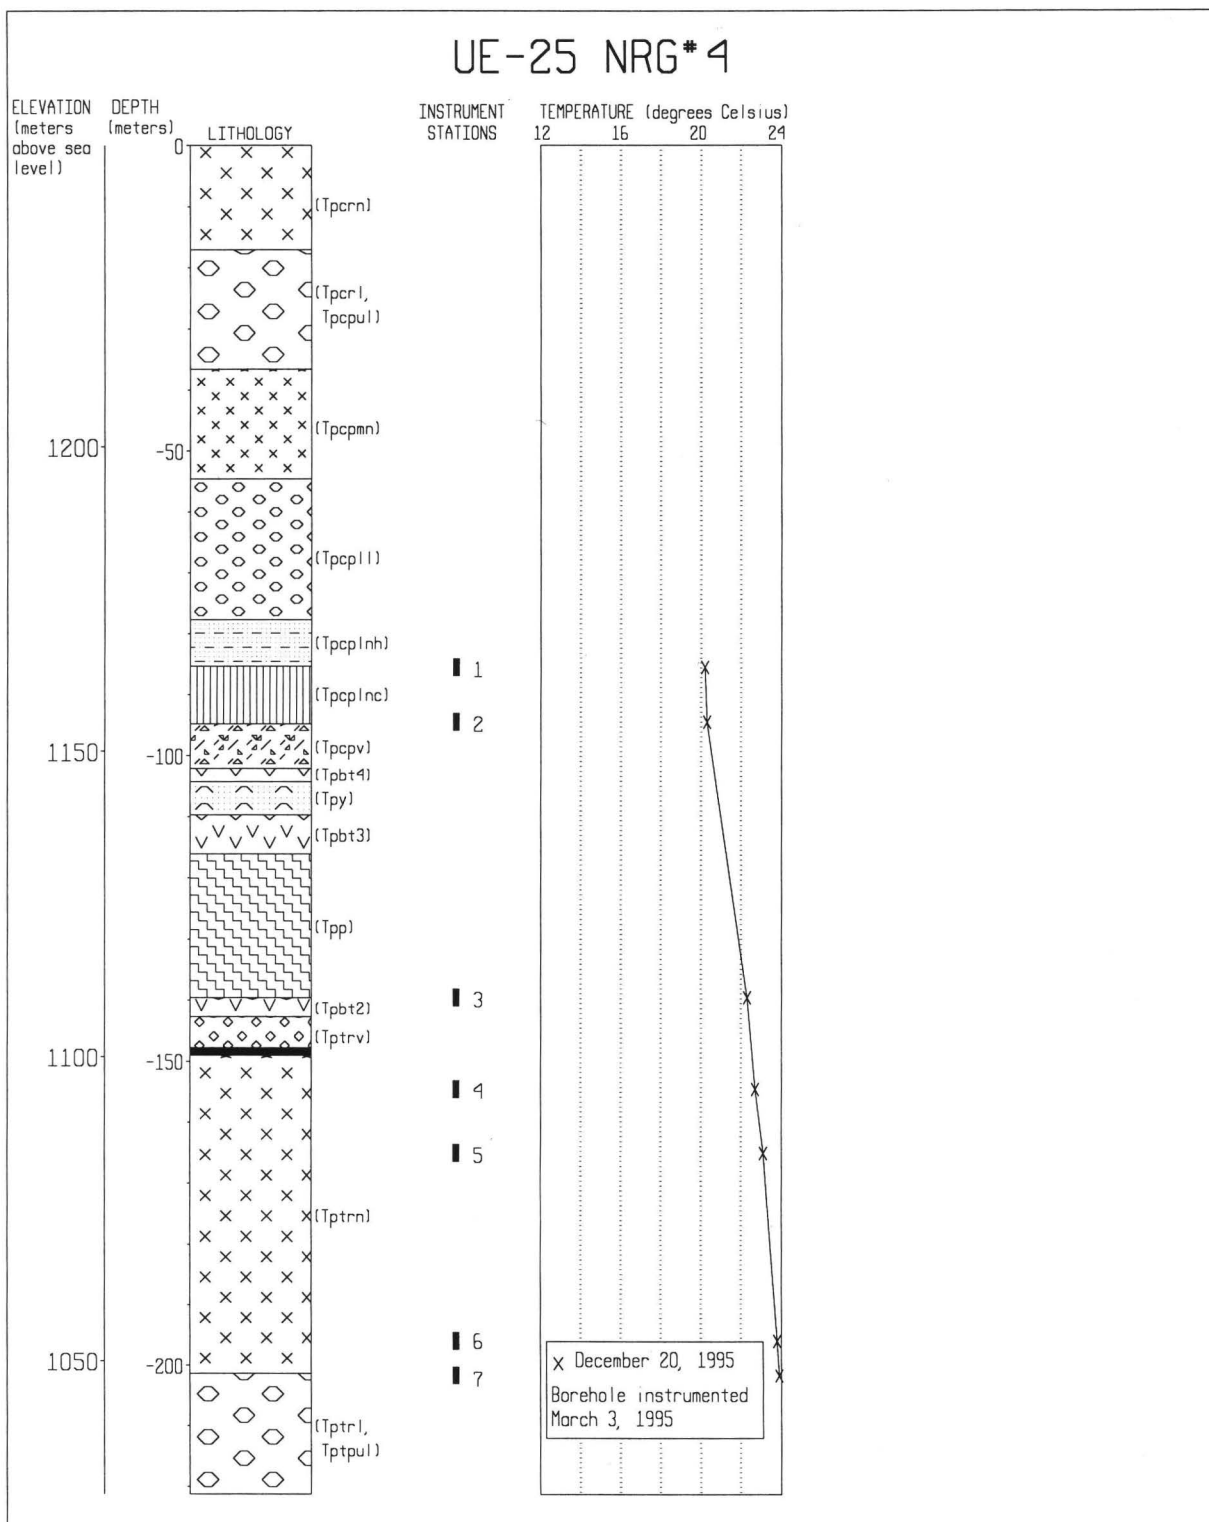 UE-25 NRG#4
ELEVATION
(meters
above sea
level)
DEPTH
(meters)
LITHOLOGY
INSTRUMENT
STATIONS
TEMPERATURE (degrees Celsius)
12 16 20 24
0
(Tpcrn)
(Tpcrl,
Tpcpul)
(Tpcpmn)
1200
-50
(Tpcpll)
(Tpcplnh)
1
(Tpcplnc)
2
(Tpcpv)
1150
-100
(Tpbt4)
(Tpy)
(Tpbt3)
(Tpp)
3
(Tpbt2)
(Tptrv)
1100
-150
4
5
(Tptrn)
6
1050
-200
7
X December 20, 1995
Borehole instrumented
March 3, 1995
(Tptrl,
Tptpul)